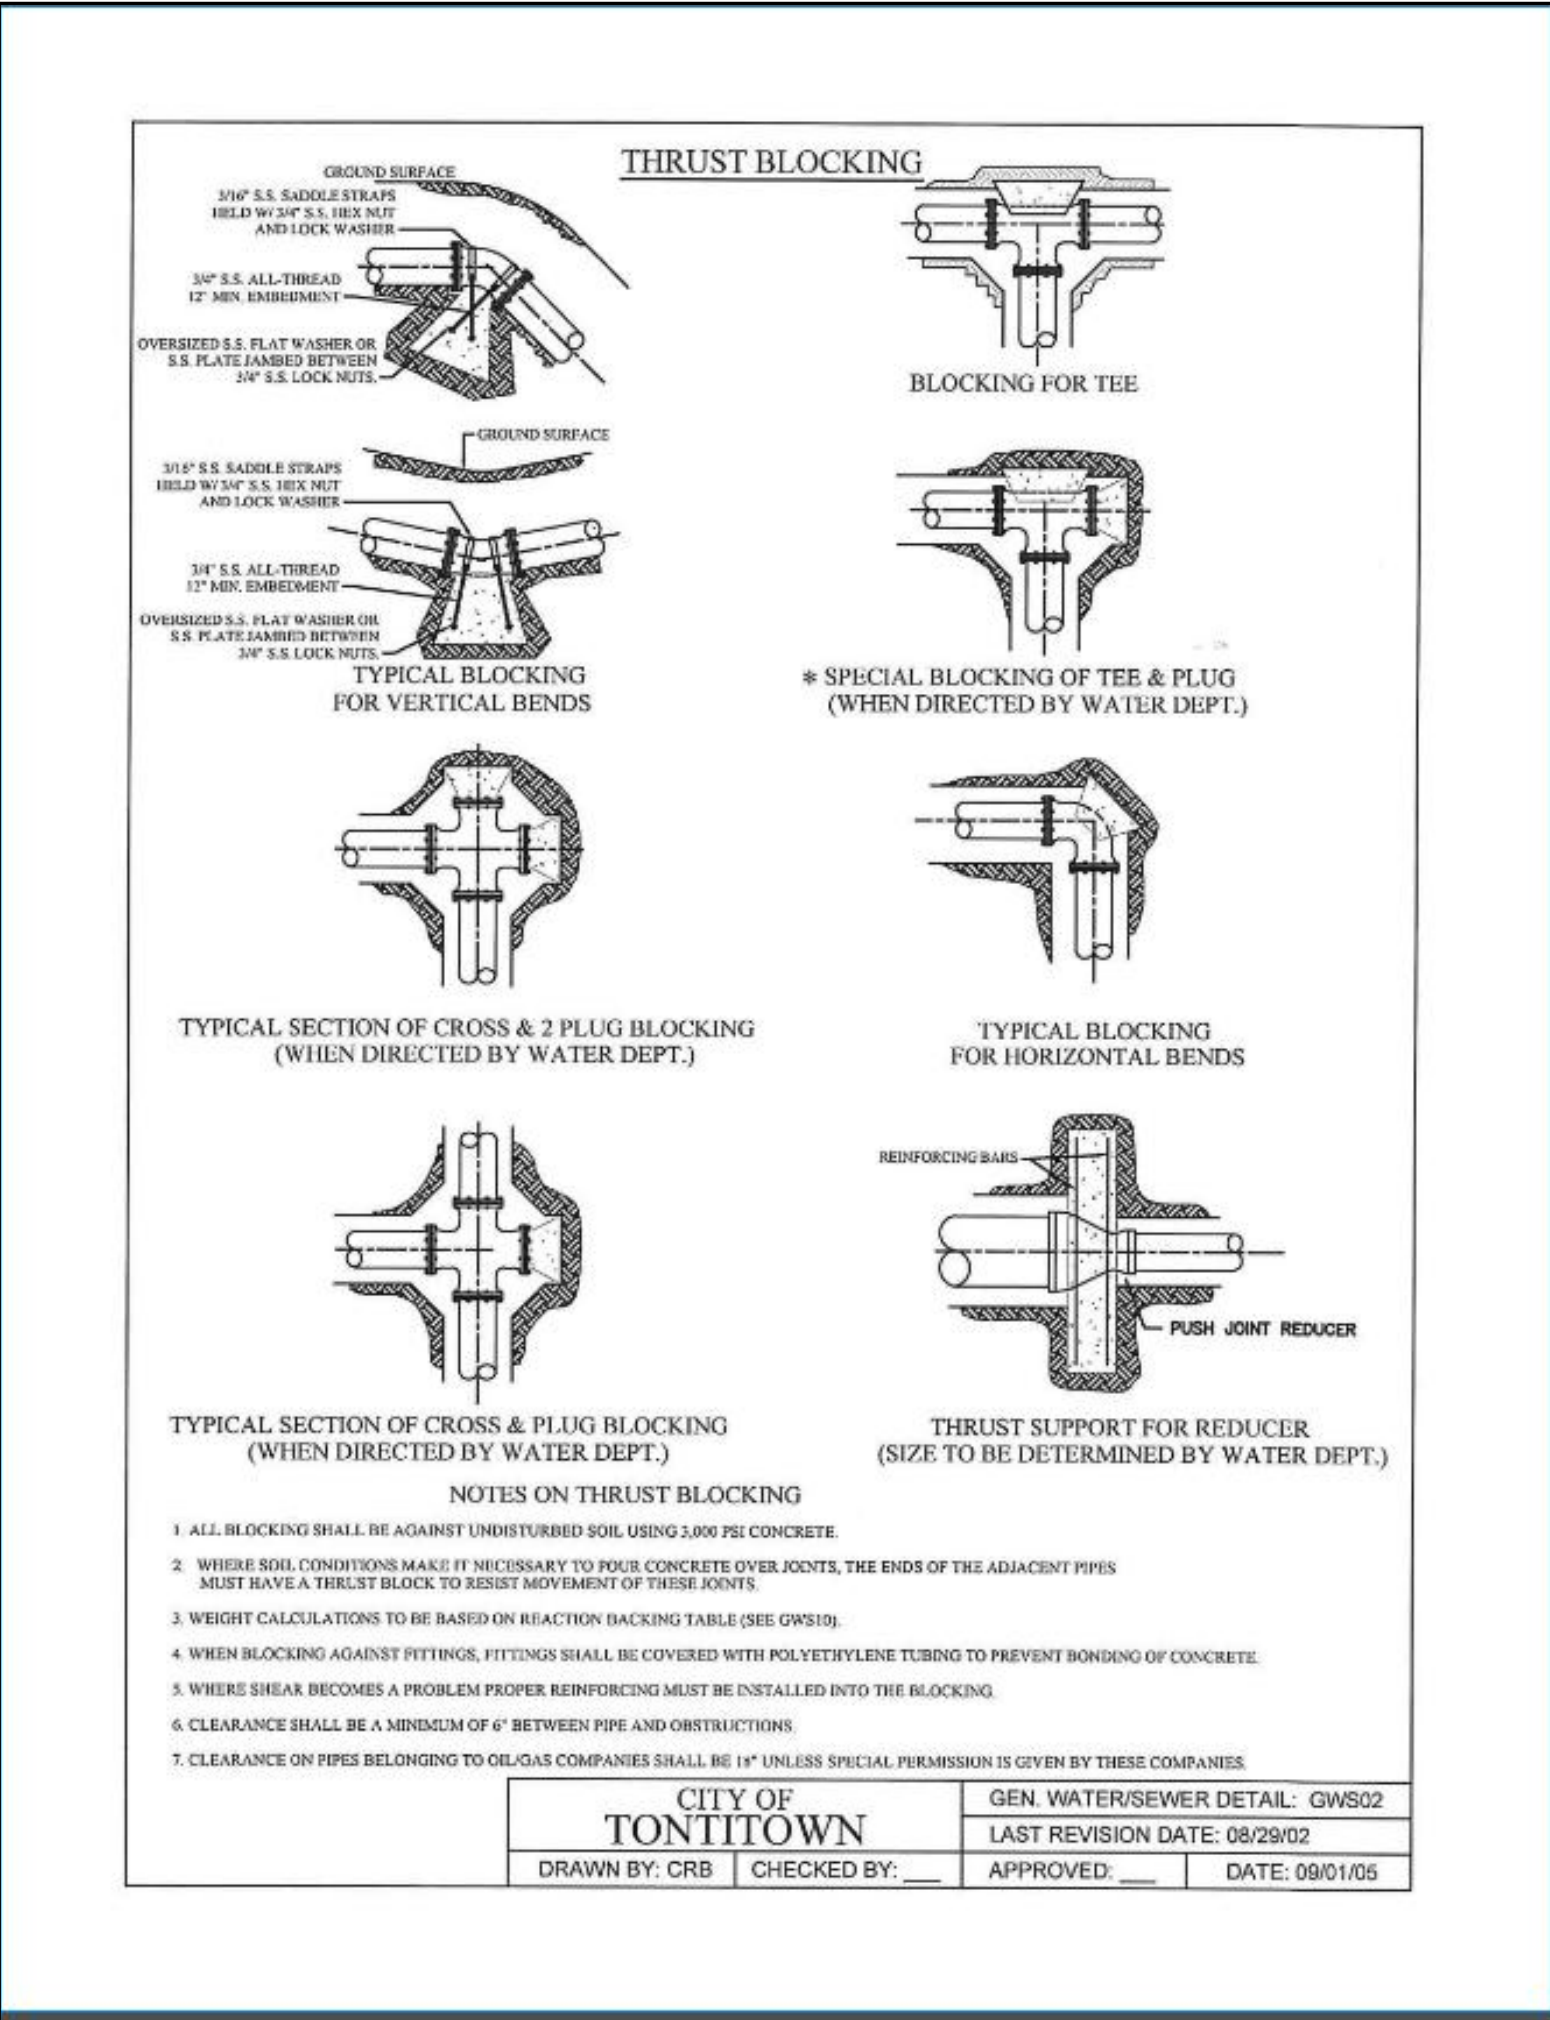 THRUST BLOCKING
GROUND SURFACE
3/16" S.S. SADDLE STRAPS
HELD W/ 3/4" S.S. HEX NUT
AND LOCK WASHER
3/4" S.S. ALL-THREAD
12" MIN. EMBEDMENT
OVERSIZED S.S. FLAT WASHER OR
S.S. PLATE JAMBED BETWEEN
3/4" S.S. LOCK NUTS.
BLOCKING FOR TEE
GROUND SURFACE
3/16" S.S. SADDLE STRAPS
HELD W/ 3/4" S.S. HEX NUT
AND LOCK WASHER
3/4" S.S. ALL-THREAD
12" MIN. EMBEDMENT
OVERSIZED S.S. FLAT WASHER OR
S.S. PLATE JAMBED BETWEEN
3/4" S.S. LOCK NUTS.
TYPICAL BLOCKING
FOR VERTICAL BENDS
* SPECIAL BLOCKING OF TEE & PLUG
(WHEN DIRECTED BY WATER DEPT.)
TYPICAL SECTION OF CROSS & 2 PLUG BLOCKING
(WHEN DIRECTED BY WATER DEPT.)
TYPICAL BLOCKING
FOR HORIZONTAL BENDS
REINFORCING BARS
PUSH JOINT REDUCER
TYPICAL SECTION OF CROSS & PLUG BLOCKING
(WHEN DIRECTED BY WATER DEPT.)
THRUST SUPPORT FOR REDUCER
(SIZE TO BE DETERMINED BY WATER DEPT.)
NOTES ON THRUST BLOCKING
1. ALL BLOCKING SHALL BE AGAINST UNDISTURBED SOIL USING 3,000 PSI CONCRETE.
2. WHERE SOIL CONDITIONS MAKE IT NECESSARY TO POUR CONCRETE OVER JOINTS, THE ENDS OF THE ADJACENT PIPES
MUST HAVE A THRUST BLOCK TO RESIST MOVEMENT OF THESE JOINTS.
3. WEIGHT CALCULATIONS TO BE BASED ON REACTION BACKING TABLE (SEE GWS10).
4. WHEN BLOCKING AGAINST FITTINGS, FITTINGS SHALL BE COVERED WITH POLYETHYLENE TUBING TO PREVENT BONDING OF CONCRETE.
5. WHERE SHEAR BECOMES A PROBLEM PROPER REINFORCING MUST BE INSTALLED INTO THE BLOCKING.
6. CLEARANCE SHALL BE A MINIMUM OF 6" BETWEEN PIPE AND OBSTRUCTIONS.
7. CLEARANCE ON PIPES BELONGING TO OIL/GAS COMPANIES SHALL BE 18" UNLESS SPECIAL PERMISSION IS GIVEN BY THESE COMPANIES.
CITY OF
TONTITOWN
GEN. WATER/SEWER DETAIL: GWS02
LAST REVISION DATE: 08/29/02
DRAWN BY: CRB
CHECKED BY: ___
APPROVED: ___
DATE: 09/01/05